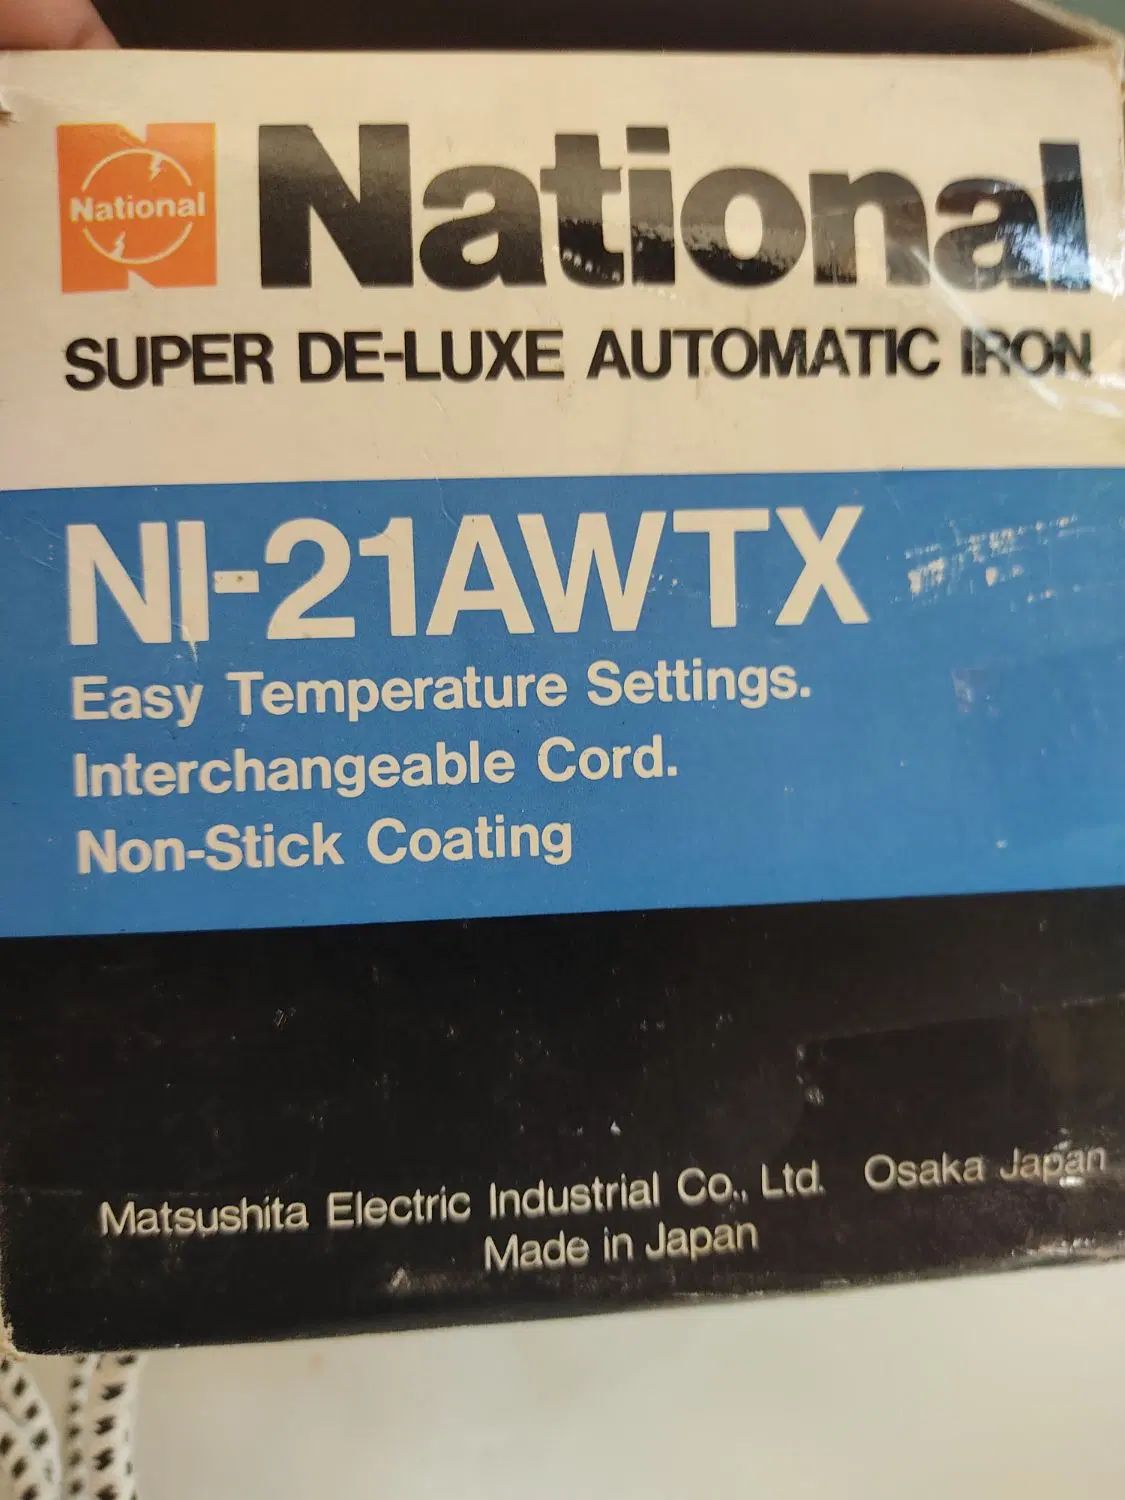 National
National
SUPER DE-LUXE AUTOMATIC IRON
NI-21AWTX
Easy Temperature Settings.
Interchangeable Cord.
Non-Stick Coating
Matsushita Electric Industrial Co., Ltd. Osaka Japan
Made in Japan